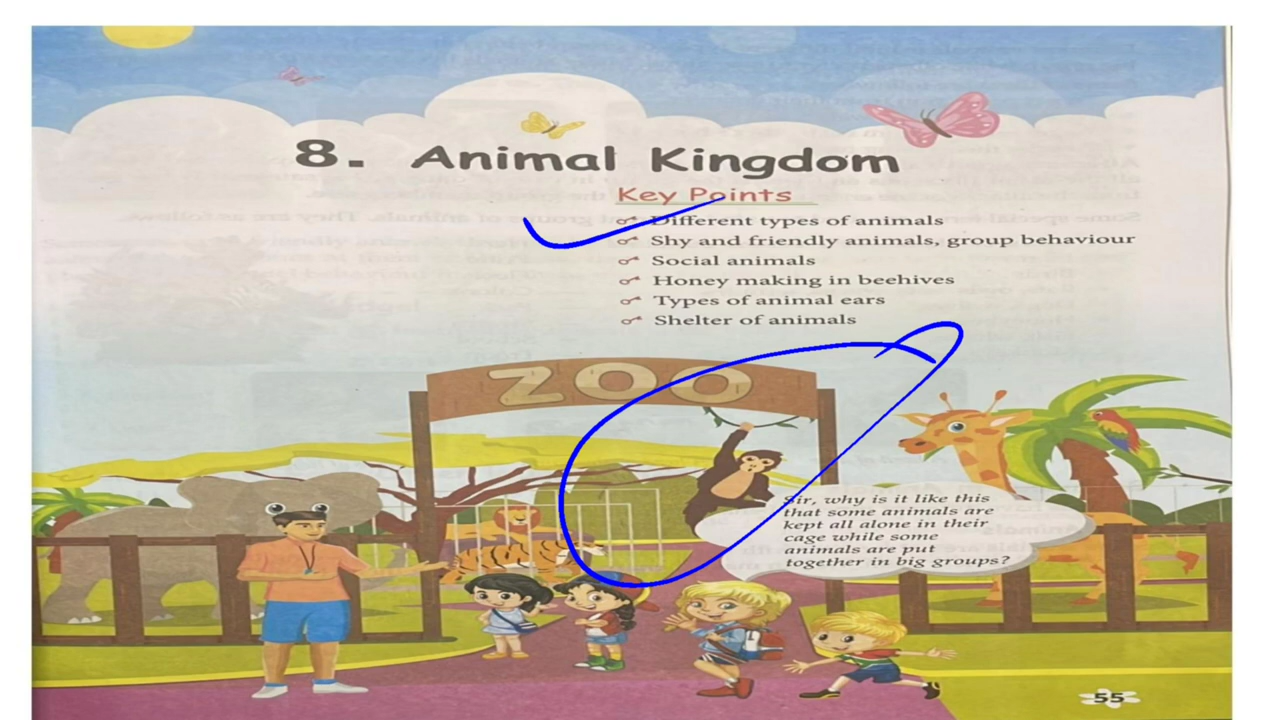 8. Animal Kingdom
Key Points
Different types of animals
Shy and friendly animals, group behaviour
Social animals
Honey making in beehives
Types of animal ears
Shelter of animals
ZOO
Sir, why is it like this
that some animals are
kept all alone in their
cage while some
animals are put
together in big groups?
55